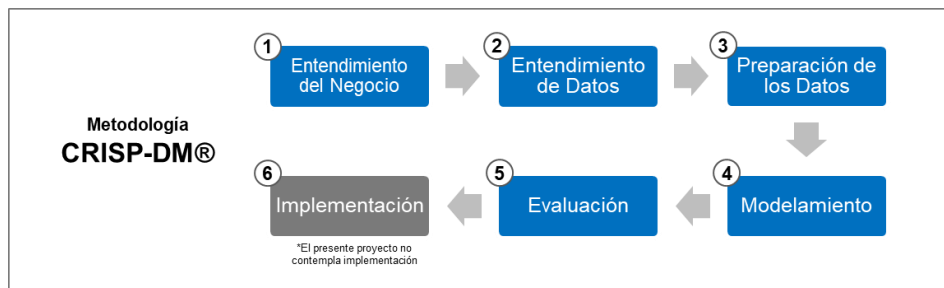 Metodología
CRISP-DM®
1
Entendimiento
del Negocio
2
Entendimiento
de Datos
3
Preparación de
los Datos
4
Modelamiento
5
Evaluación
6
Implementación
*El presente proyecto no
contempla implementación